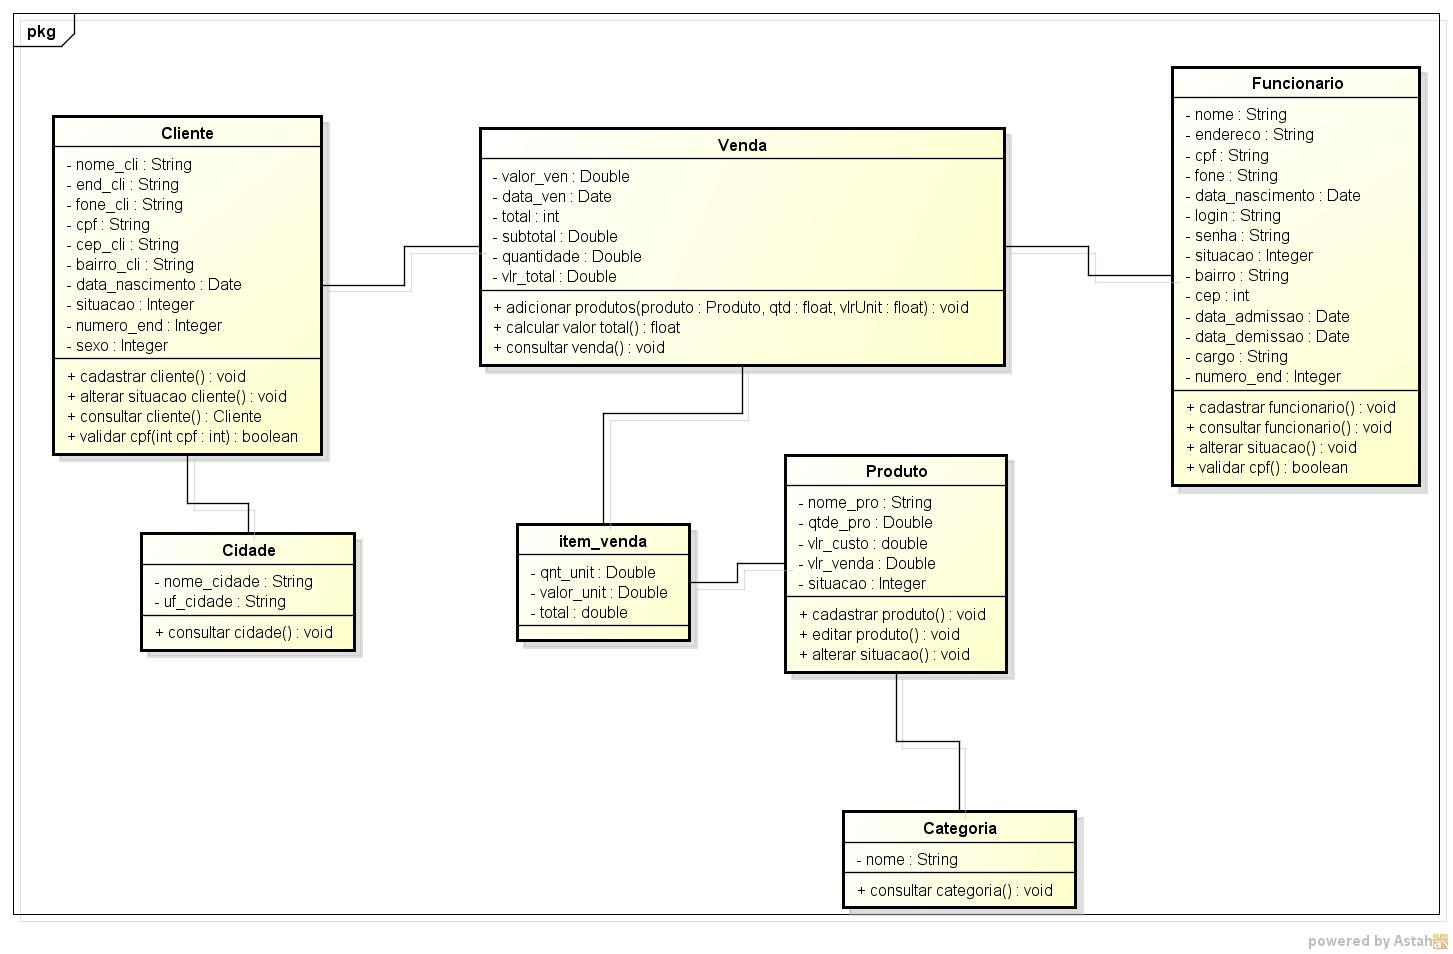 pkg
Cliente
- nome_cli : String
- end_cli : String
- fone_cli : String
- cpf : String
- cep_cli : String
- bairro_cli : String
- data_nascimento : Date
- situacao : Integer
- numero_end : Integer
- sexo : Integer
+ cadastrar cliente() : void
+ alterar situacao cliente() : void
+ consultar cliente() : Cliente
+ validar cpf(int cpf : int) : boolean
Venda
- valor_ven : Double
- data_ven : Date
- total : int
- subtotal : Double
- quantidade : Double
- vlr_total : Double
+ adicionar produtos(produto : Produto, qtd : float, vlrUnit : float) : void
+ calcular valor total() : float
+ consultar venda() : void
Funcionario
- nome : String
- endereco : String
- cpf : String
- fone : String
- data_nascimento : Date
- login : String
- senha : String
- situacao : Integer
- bairro : String
- cep : int
- data_admissao : Date
- data_demissao : Date
- cargo : String
- numero_end : Integer
+ cadastrar funcionario() : void
+ consultar funcionario() : void
+ alterar situacao() : void
+ validar cpf() : boolean
Cidade
- nome_cidade : String
- uf_cidade : String
+ consultar cidade() : void
item_venda
- qnt_unit : Double
- valor_unit : Double
- total : double
Produto
- nome_pro : String
- qtde_pro : Double
- vlr_custo : double
- vlr_venda : Double
- situacao : Integer
+ cadastrar produto() : void
+ editar produto() : void
+ alterar situacao() : void
Categoria
- nome : String
+ consultar categoria() : void
powered by Astah